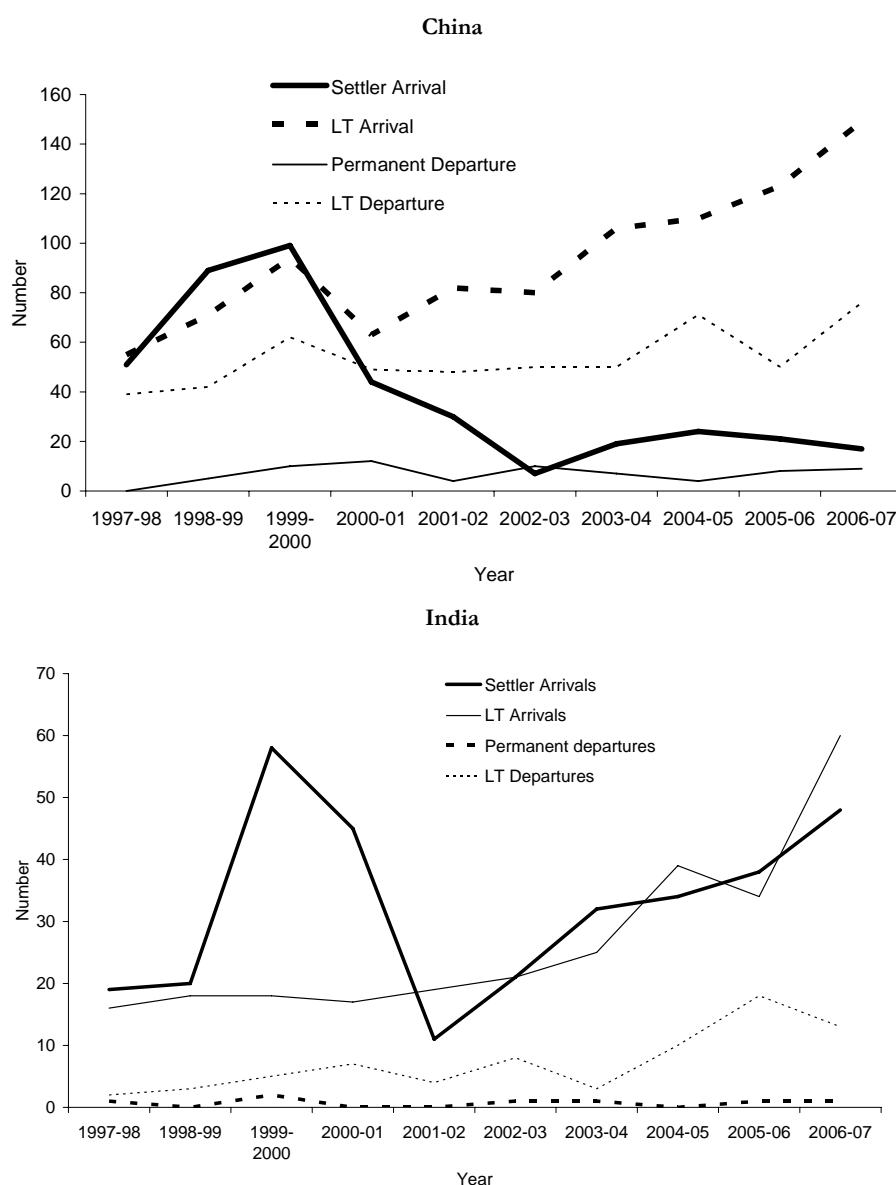 China
160
140
120
100
80
60
40
20
0
Number
Settler Arrival
LT Arrival
Permanent Departure
LT Departure
1997-98 1998-99 1999- 2000-01 2001-02 2002-03 2003-04 2004-05 2005-06 2006-07
2000
Year
India
70
60
50
40
30
20
10
0
Number
Settler Arrivals
LT Arrivals
Permanent departures
LT Departures
1997-98 1998-99 1999- 2000-01 2001-02 2002-03 2003-04 2004-05 2005-06 2006-07
2000
Year